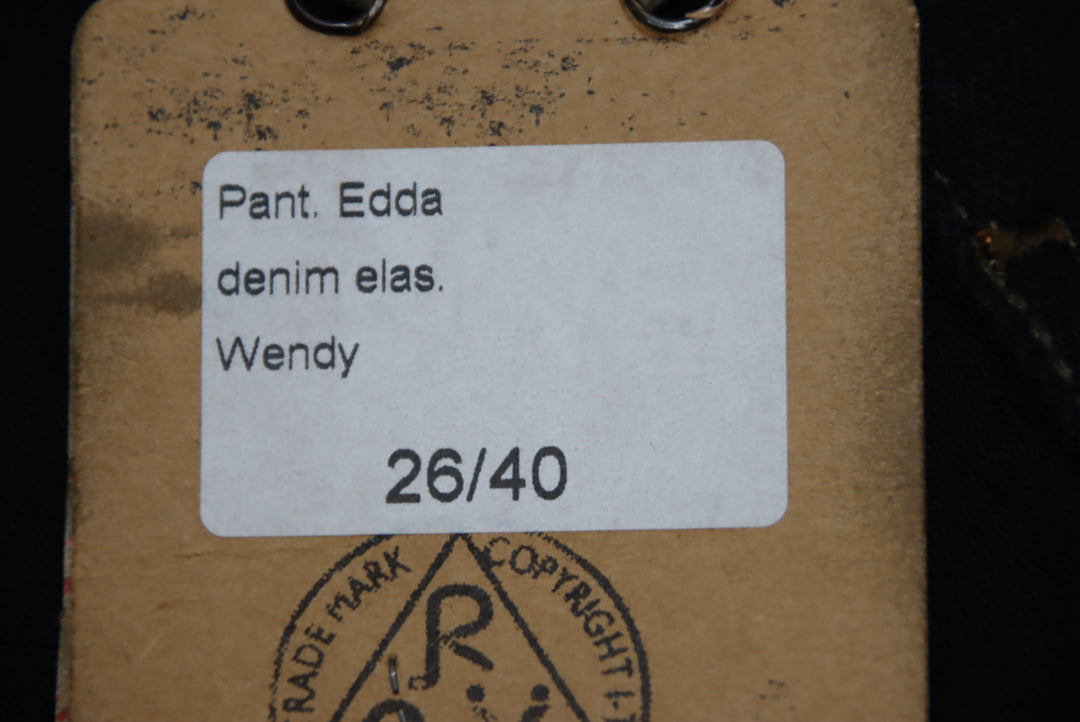 Pant. Edda
denim elas.
Wendy
26/40
TRADE MARK
COPYRIGHT
R